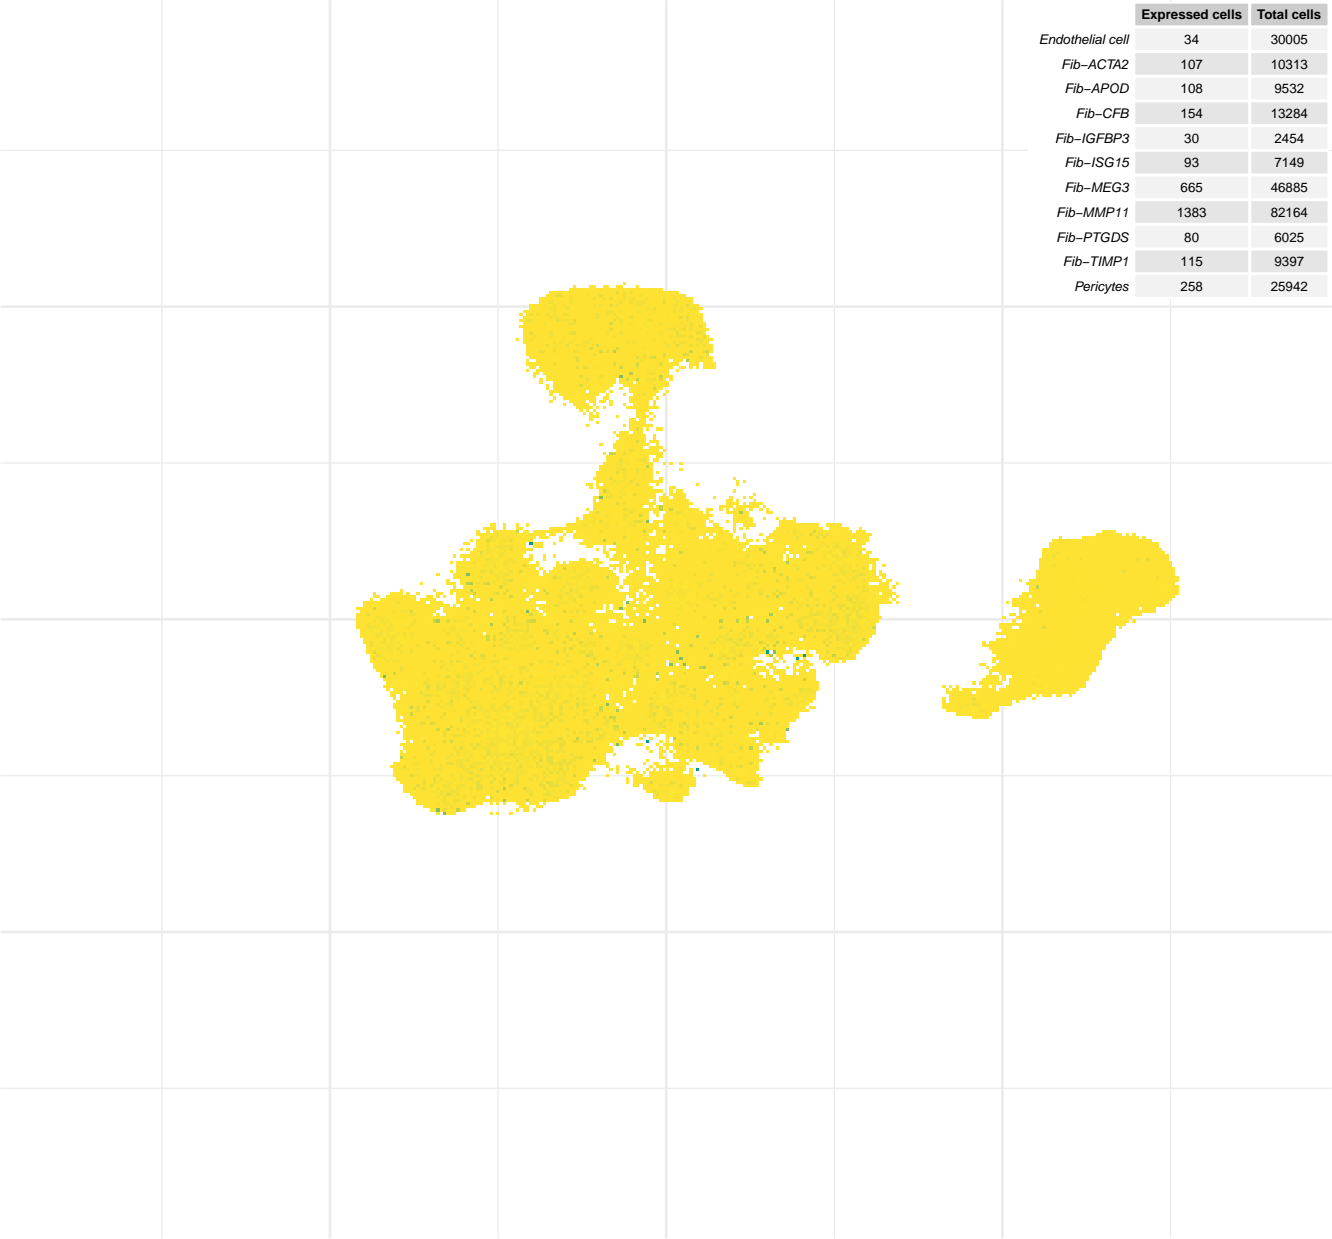 Expressed cells Total cells
Endothelial cell 34 30005
Fib−ACTA2 107 10313
Fib−APOD 108 9532
Fib−CFB 154 13284
Fib−IGFBP3 30 2454
Fib−ISG15 93 7149
Fib−MEG3 665 46885
Fib−MMP11 1383 82164
Fib−PTGDS 80 6025
Fib−TIMP1 115 9397
Pericytes 258 25942